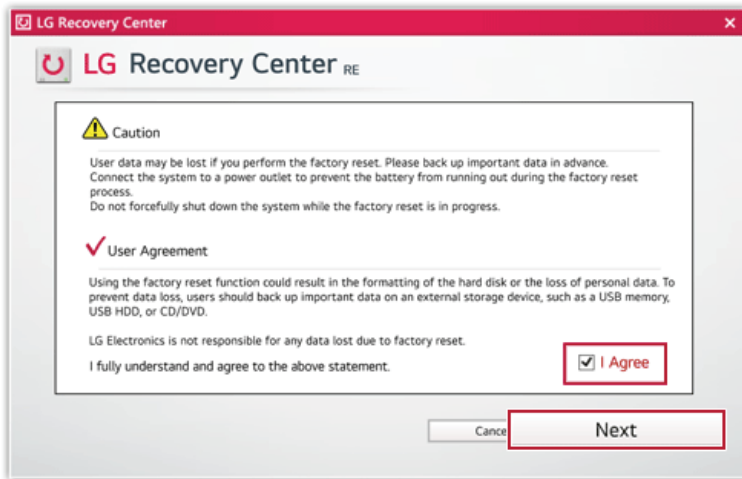 LG Recovery Center
LG Recovery Center RE
Caution
User data may be lost if you perform the factory reset. Please back up important data in advance.
Connect the system to a power outlet to prevent the battery from running out during the factory reset
process.
Do not forcefully shut down the system while the factory reset is in progress.
User Agreement
Using the factory reset function could result in the formatting of the hard disk or the loss of personal data. To
prevent data loss, users should back up important data on an external storage device, such as a USB memory,
USB HDD, or CD/DVD.
LG Electronics is not responsible for any data lost due to factory reset.
I fully understand and agree to the above statement.
I Agree
Cance
Next